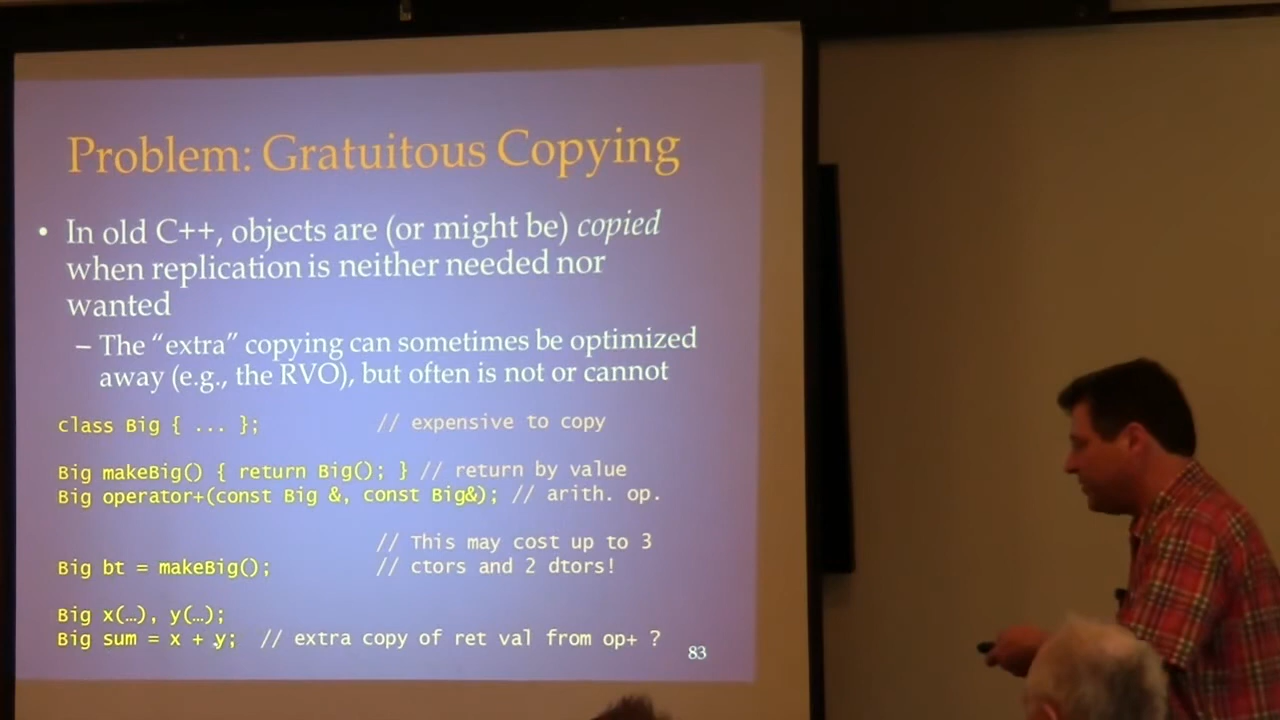 Problem: Gratuitous Copying
• In old C++, objects are (or might be) copied
when replication is neither needed nor
wanted
– The “extra” copying can sometimes be optimized
away (e.g., the RVO), but often is not or cannot
class Big { ... }; // expensive to copy
Big makeBig() { return Big(); } // return by value
Big operator+(const Big &, const Big&); // arith. op.
// This may cost up to 3
Big bt = makeBig(); // ctors and 2 dtors!
Big x(…), y(…);
Big sum = x + y; // extra copy of ret val from op+ ?
83